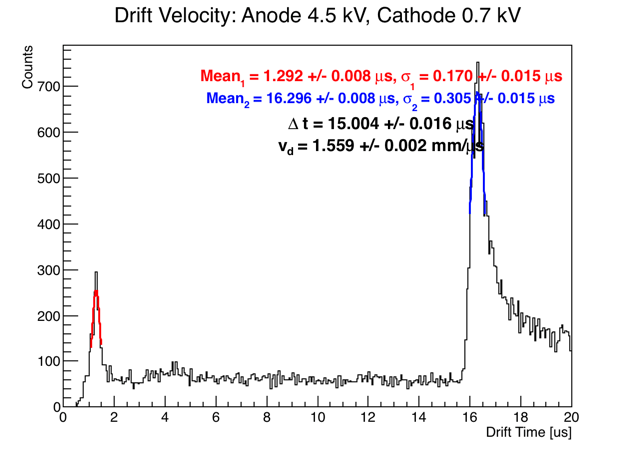 Drift Velocity: Anode 4.5 kV, Cathode 0.7 kV
Counts
Mean₁ = 1.292 +/- 0.008 μs, σ₁ = 0.170 +/- 0.015 μs
Mean₂ = 16.296 +/- 0.008 μs, σ₂ = 0.305 +/- 0.015 μs
Δ t = 15.004 +/- 0.016 μs
v_d = 1.559 +/- 0.002 mm/μs
700
600
500
400
300
200
100
0
0 2 4 6 8 10 12 14 16 18 20
Drift Time [us]